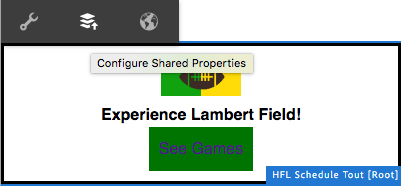 Configure Shared Properties
Experience Lambert Field!
See Games
HFL Schedule Tout [Root]